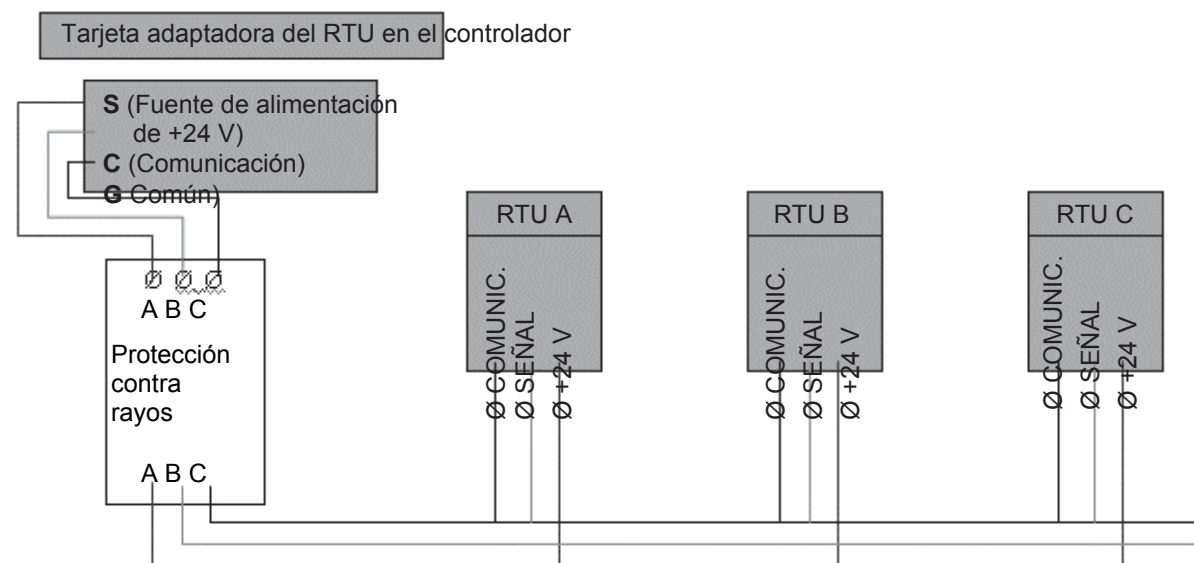 Tarjeta adaptadora del RTU en el controlador
S (Fuente de alimentación
de +24 V)
C (Comunicación)
G Común)
Ø Ø Ø
A B C
Protección
contra
rayos
A B C
RTU A
Ø COMUNIC.
Ø SEÑAL
Ø +24 V
RTU B
Ø COMUNIC.
Ø SEÑAL
Ø +24 V
RTU C
Ø COMUNIC.
Ø SEÑAL
Ø +24 V